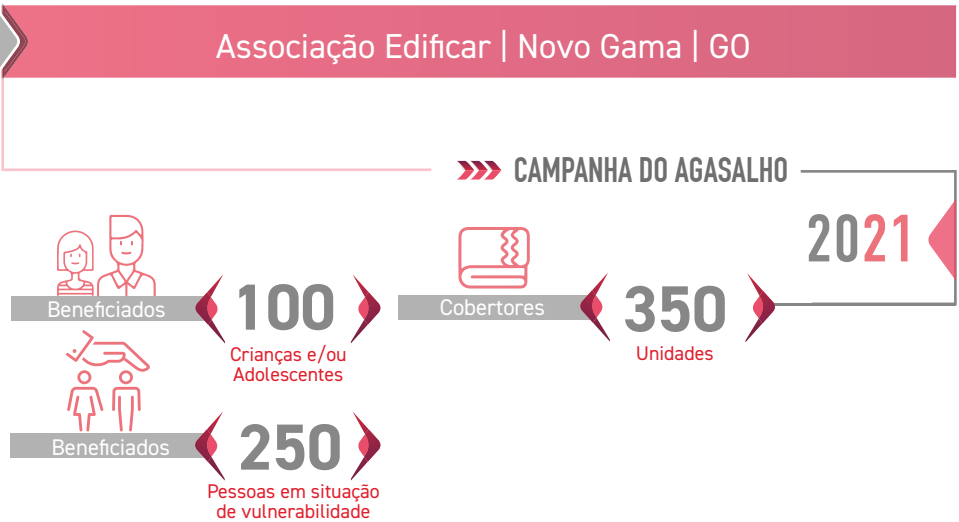 Associação Edificar | Novo Gama | GO
CAMPANHA DO AGASALHO
2021
Beneficiados
100
Crianças e/ou
Adolescentes
Cobertores
350
Unidades
Beneficiados
250
Pessoas em situação
de vulnerabilidade